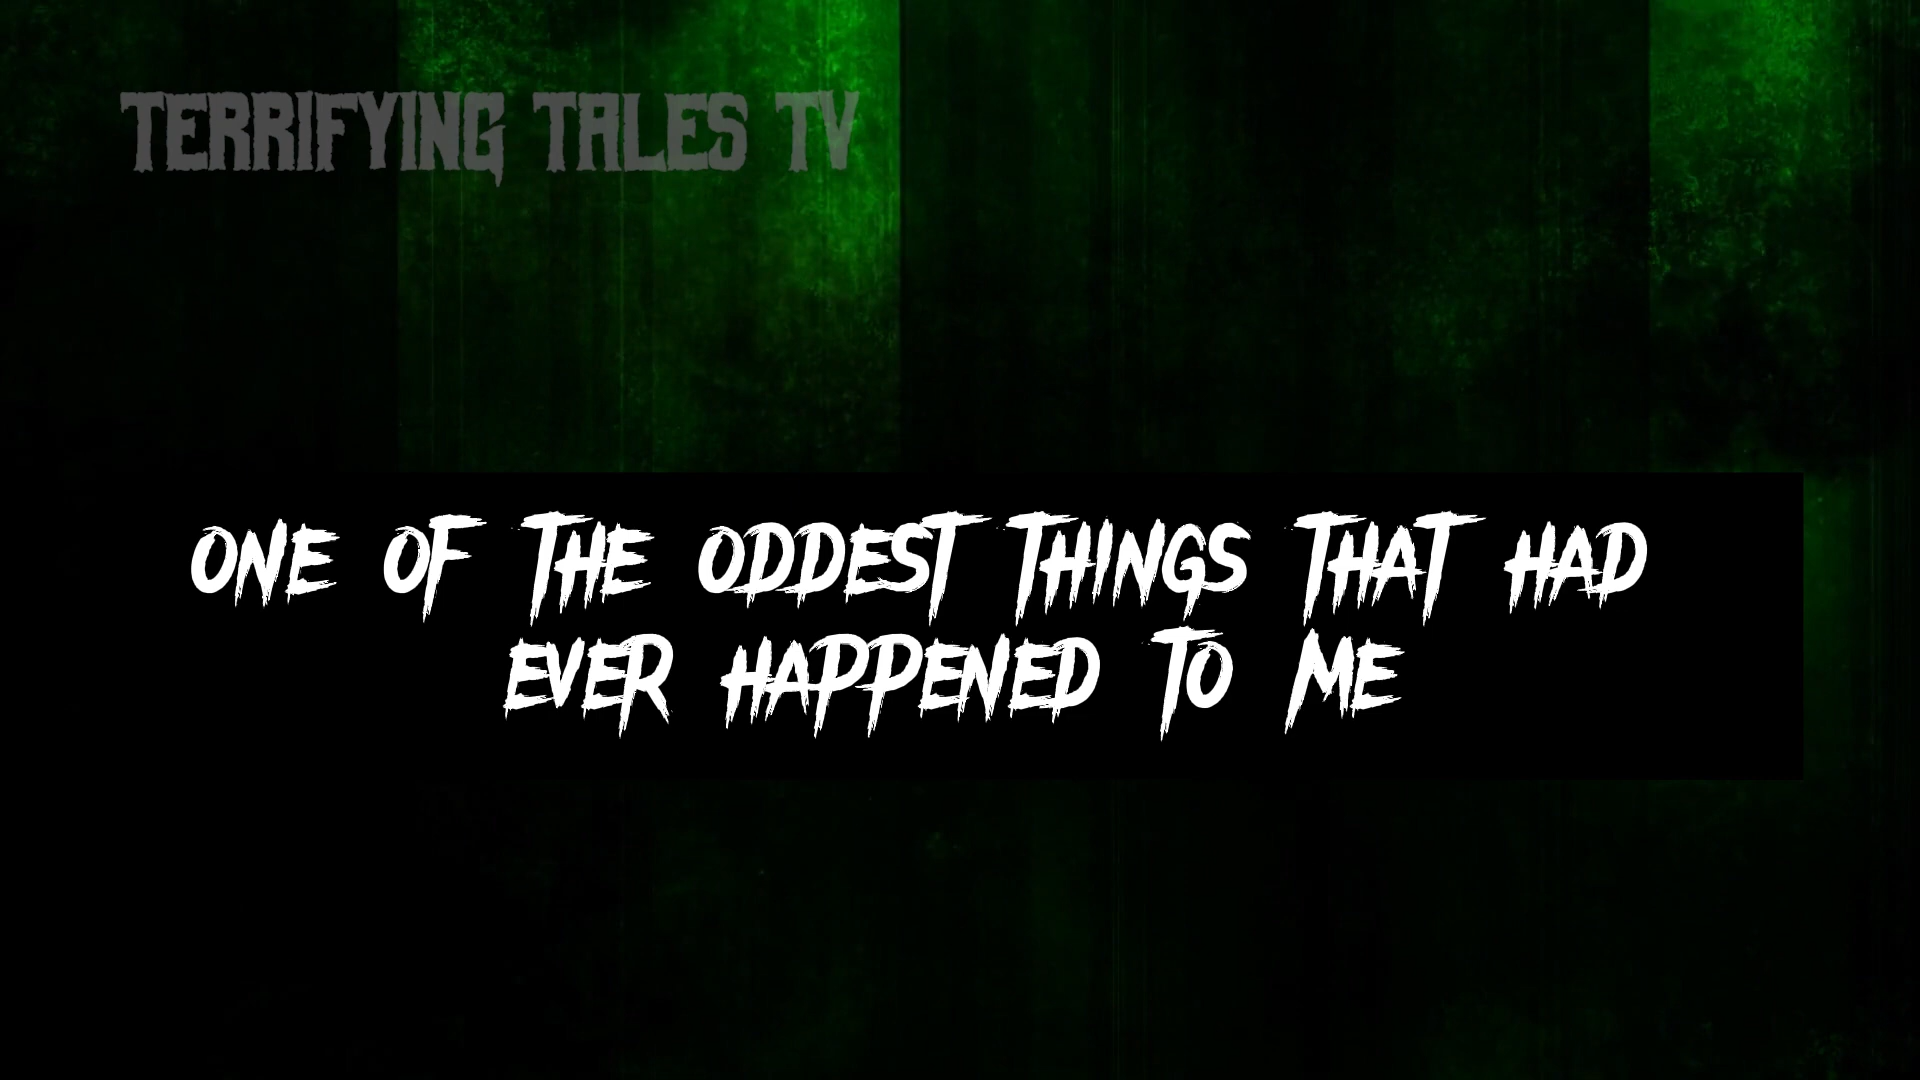 TERRIFYING TALES TV
ONE OF THE ODDEST THINGS THAT HAD
EVER HAPPENED TO ME